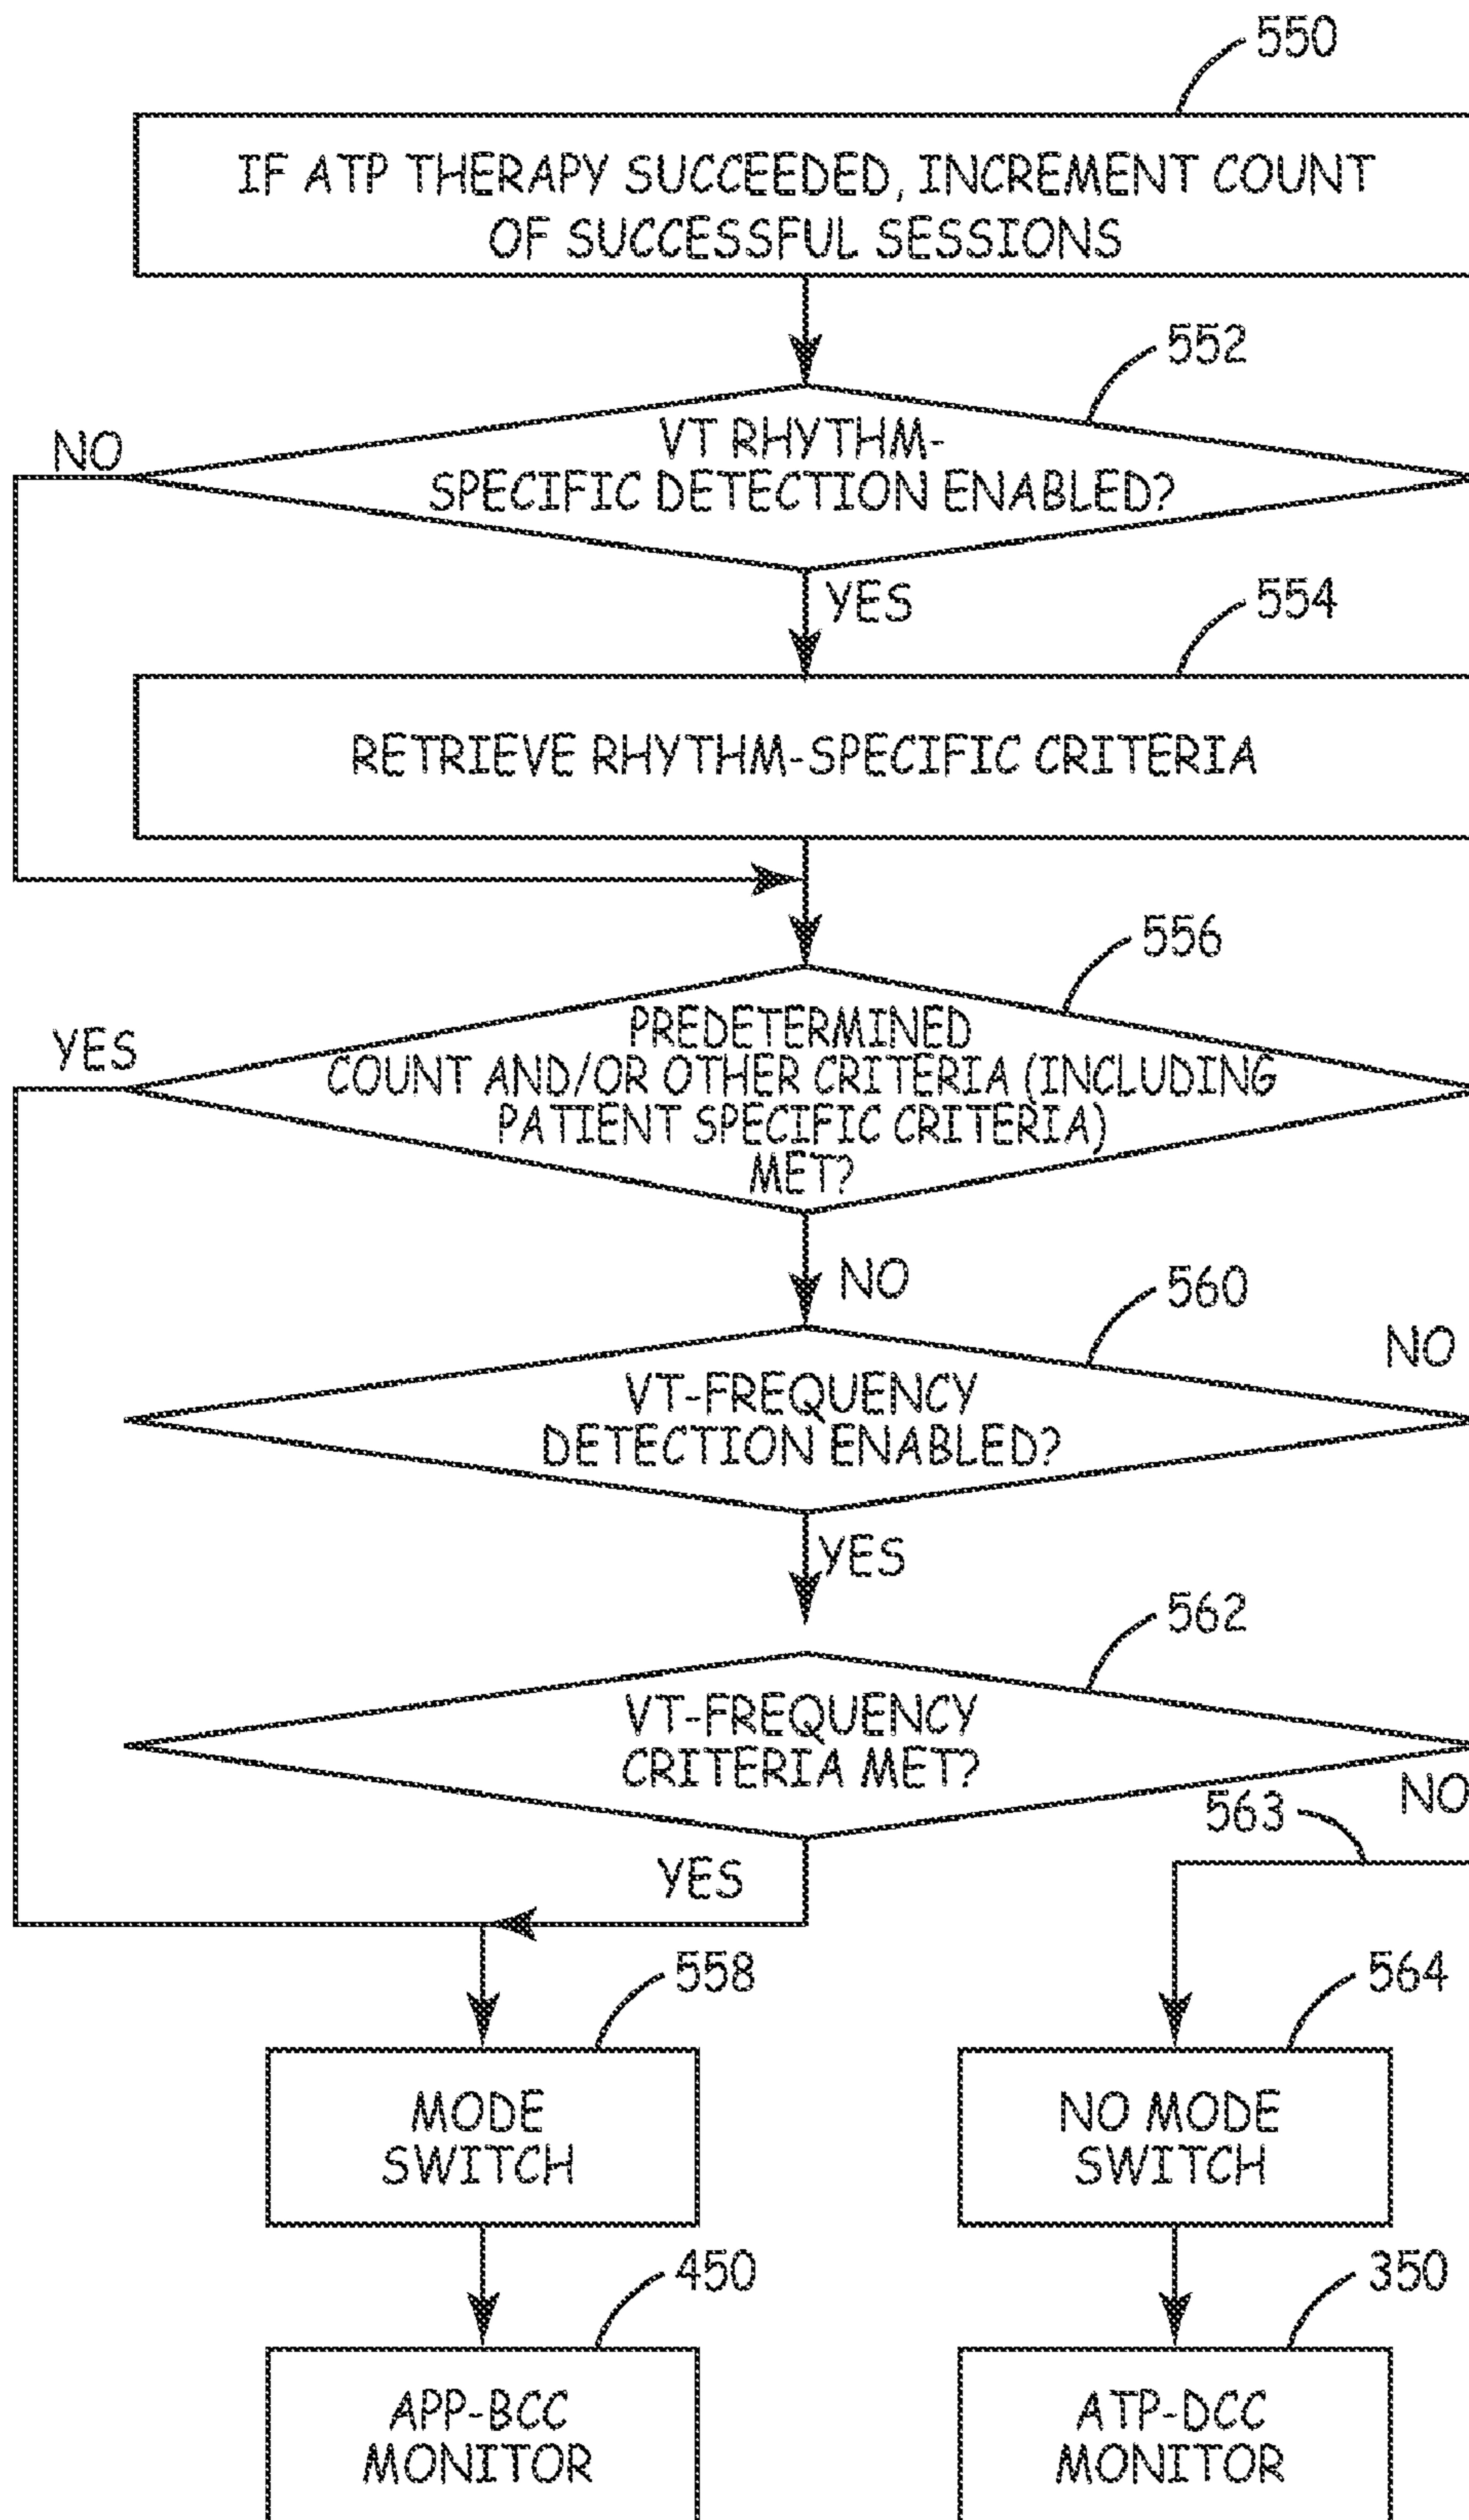 550
IF ATP THERAPY SUCCEEDED, INCREMENT COUNT
OF SUCCESSFUL SESSIONS
552
NO
VT RHYTHM-
SPECIFIC DETECTION ENABLED?
YES
554
RETRIEVE RHYTHM-SPECIFIC CRITERIA
556
YES
PREDETERMINED
COUNT AND/OR OTHER CRITERIA (INCLUDING
PATIENT SPECIFIC CRITERIA)
MET?
NO
560
NO
VT-FREQUENCY
DETECTION ENABLED?
YES
562
VT-FREQUENCY
CRITERIA MET?
NO
563
YES
558
564
MODE
SWITCH
NO MODE
SWITCH
450
350
APP-BCC
MONITOR
ATP-DCC
MONITOR